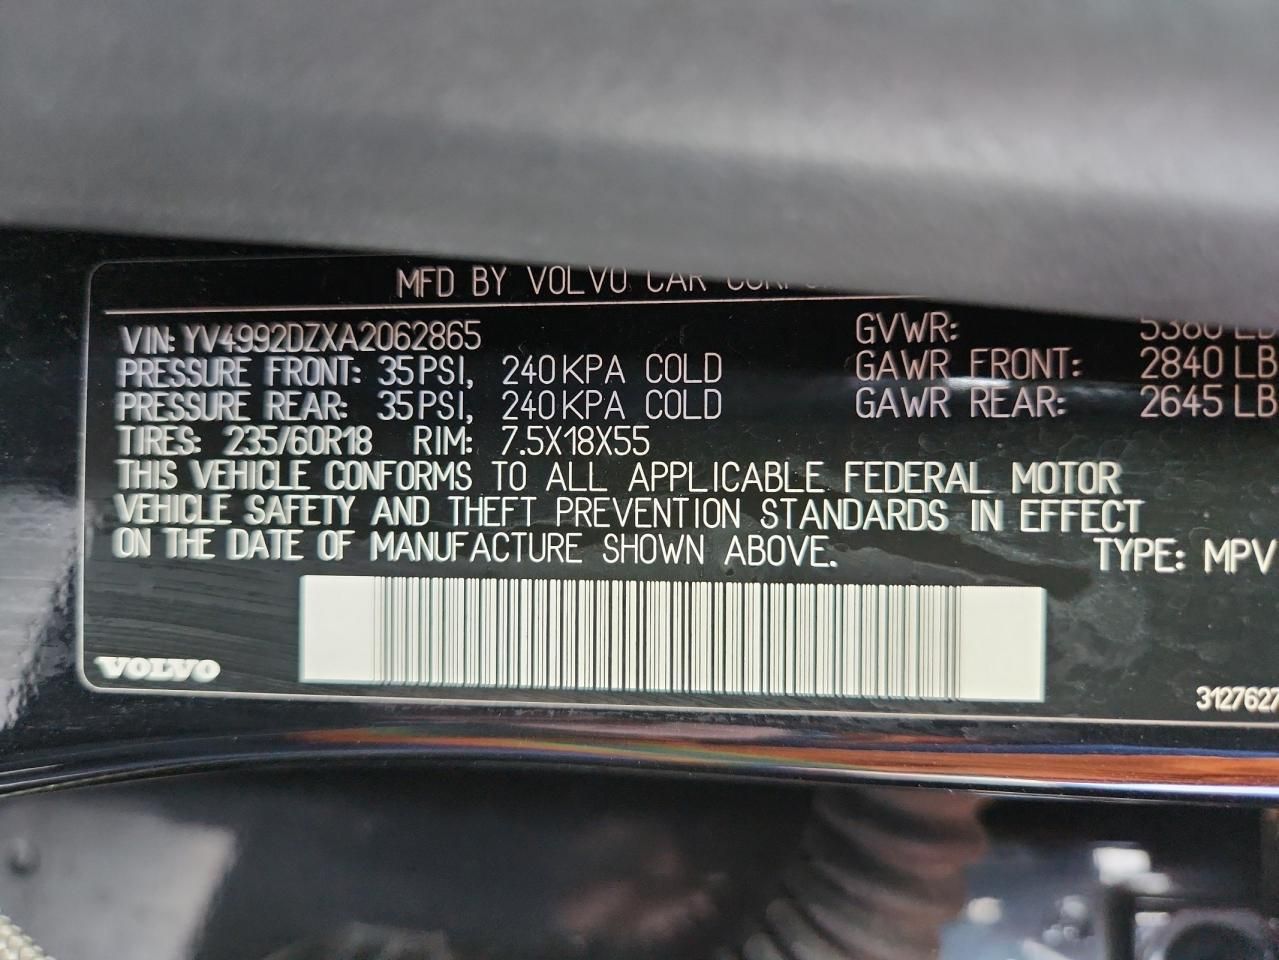 MFD BY VOLVO CAR
VIN: YV4992DZXA2062865 GVWR: 5380 LB
PRESSURE FRONT: 35 PSI, 240 KPA COLD GAWR FRONT: 2840 LB
PRESSURE REAR: 35 PSI, 240 KPA COLD GAWR REAR: 2645 LB
TIRES: 235/60R18 RIM: 7.5X18X55
THIS VEHICLE CONFORMS TO ALL APPLICABLE FEDERAL MOTOR
VEHICLE SAFETY AND THEFT PREVENTION STANDARDS IN EFFECT
ON THE DATE OF MANUFACTURE SHOWN ABOVE. TYPE: MPV
VOLVO
3127627